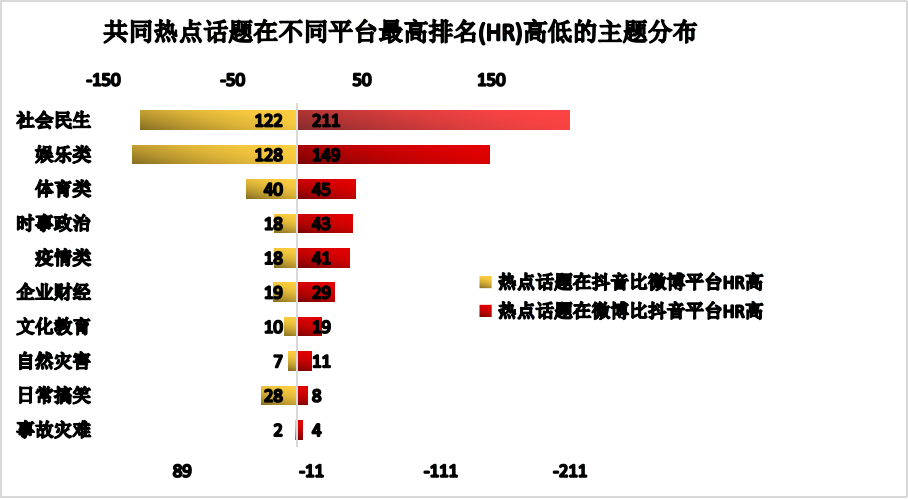 共同热点话题在不同平台最高排名(HR)高低的主题分布
-150 -50 50 150
社会民生 122 211
娱乐类 128 149
体育类 40 45
时事政治 18 43
疫情类 18 41
企业财经 19 29
文化教育 10 19
自然灾害 7 11
日常搞笑 28 8
事故灾难 2 4
热点话题在抖音比微博平台HR高
热点话题在微博比抖音平台HR高
89 -11 -111 -211